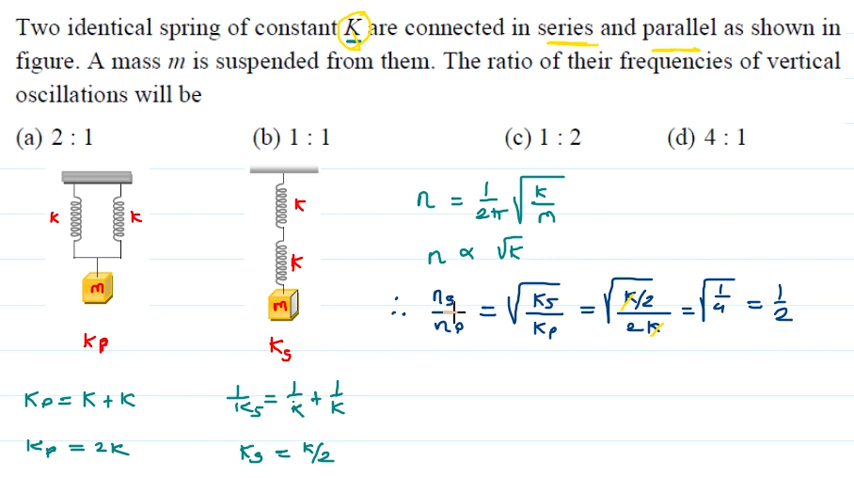 Two identical spring of constant K are connected in series and parallel as shown in
figure. A mass m is suspended from them. The ratio of their frequencies of vertical
oscillations will be
(a) 2 : 1 (b) 1 : 1 (c) 1 : 2 (d) 4 : 1
K K
m
Kp
K
K
m
Ks
n = 1/2π √K/m
n ∝ √K
∴ ns/np = √Ks/Kp = √K/2/2K = √1/4 = 1/2
Kp = K + K
Kp = 2K
1/Ks = 1/K + 1/K
Ks = K/2